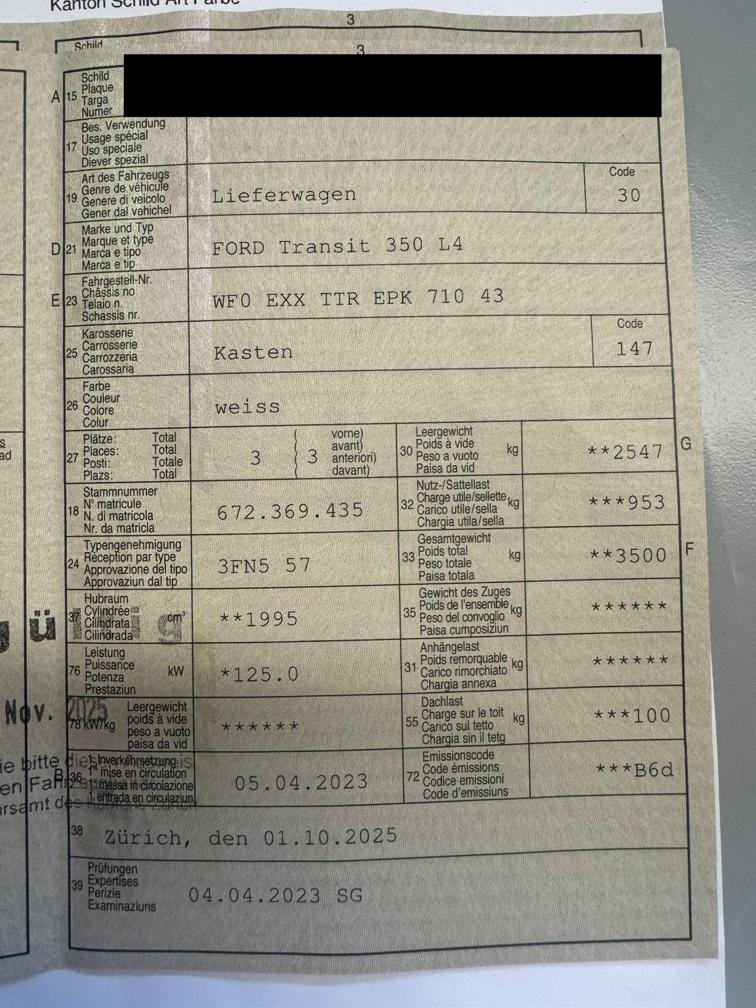 3
Schild
3
A 15 Schild
Plaque
Targa
Numer
17 Bes. Verwendung
Usage spécial
Uso speciale
Diever spezial
19 Art des Fahrzeugs
Genre de véhicule
Genere di veicolo
Gener dal vehichel
Lieferwagen
Code
30
D 21 Marke und Typ
Marque et type
Marca e tipo
Marca e tip
FORD Transit 350 L4
E 23 Fahrgestell-Nr.
Châssis no
Telaio n.
Schassis nr.
WF0 EXX TTR EPK 710 43
25 Karosserie
Carrosserie
Carrozzeria
Carossaria
Kasten
Code
147
26 Farbe
Couleur
Colore
Colur
weiss
27 Plätze: Total
Places: Total
Posti: Totale
Plazs: Total
3 ( 3 vorne)
avant)
anteriori)
davant)
30 Leergewicht
Poids à vide
Peso a vuoto
Paisa da vid
kg
**2547
G
18 Stammnummer
N° matricule
N. di matricola
Nr. da matricla
672.369.435
32 Nutz-/Sattellast
Charge utile/sellette kg
Carico utile/sella
Chargia utila/sella
***953
24 Typengenehmigung
Réception par type
Approvazione del tipo
Approvaziun dal tip
3FN5 57
33 Gesamtgewicht
Poids total
Peso totale
Paisa totala
kg
**3500
F
37 Hubraum
Cylindrée
Cilindrata
Cilindrada
cm³
**1995
35 Gewicht des Zuges
Poids de l'ensemble kg
Peso del convoglio
Paisa cumposiziun
******
76 Leistung
Puissance
Potenza
Prestaziun
kW
*125.0
31 Anhängelast
Poids remorquable kg
Carico rimorchiato
Chargia annexa
******
Nov. 2025
78 kW/kg Leergewicht
poids à vide
peso a vuoto
paisa da vid
******
55 Dachlast
Charge sur le toit kg
Carico sul tetto
Chargia sin il tetg
***100
ie bitte
B 36 1. Inverkehrsetzung
mise en circulation
messa in circolazione
entrada en circulaziun
05.04.2023
72 Emissionscode
Code émissions
Codice emissioni
Code d'emissiuns
***B6d
38 Zürich, den 01.10.2025
39 Prüfungen
Expertises
Perizie
Examinaziuns
04.04.2023 SG